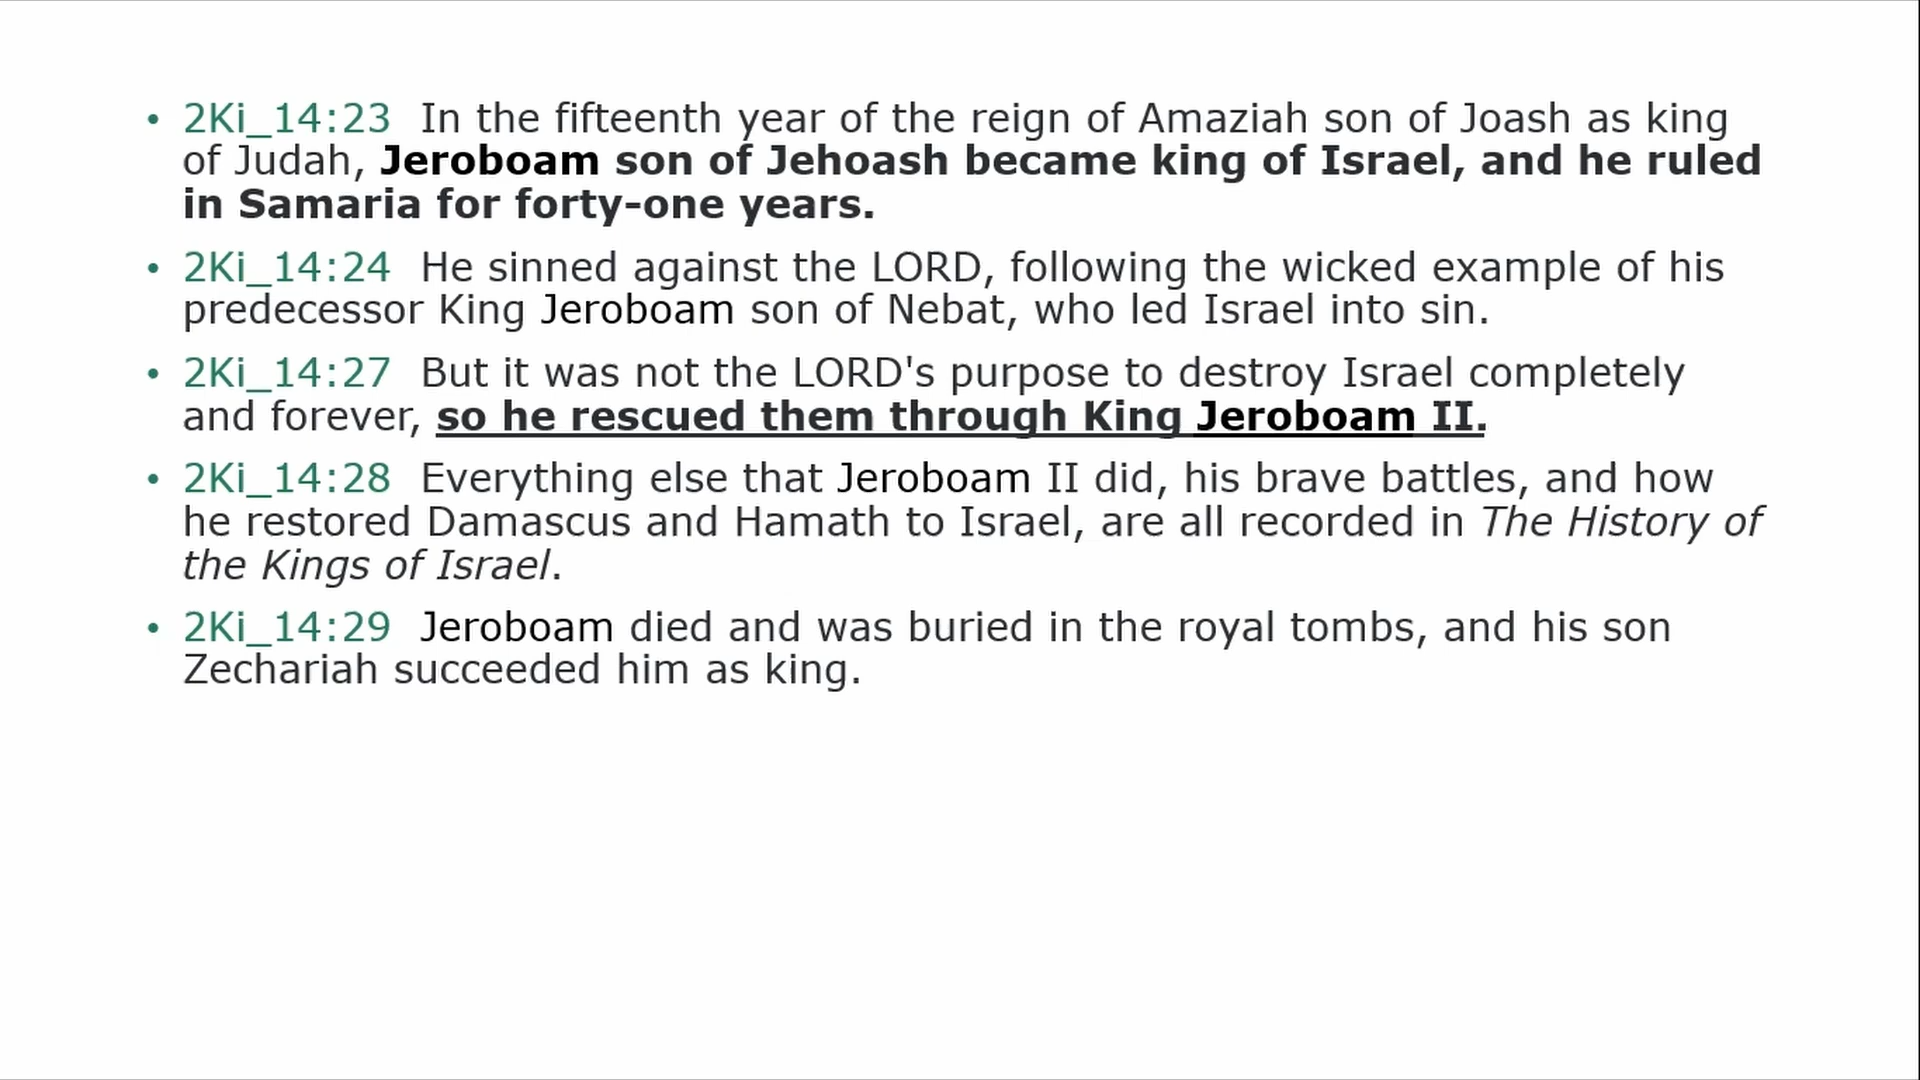 • 2Ki_14:23 In the fifteenth year of the reign of Amaziah son of Joash as king
of Judah, Jeroboam son of Jehoash became king of Israel, and he ruled
in Samaria for forty-one years.
• 2Ki_14:24 He sinned against the LORD, following the wicked example of his
predecessor King Jeroboam son of Nebat, who led Israel into sin.
• 2Ki_14:27 But it was not the LORD's purpose to destroy Israel completely
and forever, so he rescued them through King Jeroboam II.
• 2Ki_14:28 Everything else that Jeroboam II did, his brave battles, and how
he restored Damascus and Hamath to Israel, are all recorded in The History of
the Kings of Israel.
• 2Ki_14:29 Jeroboam died and was buried in the royal tombs, and his son
Zechariah succeeded him as king.